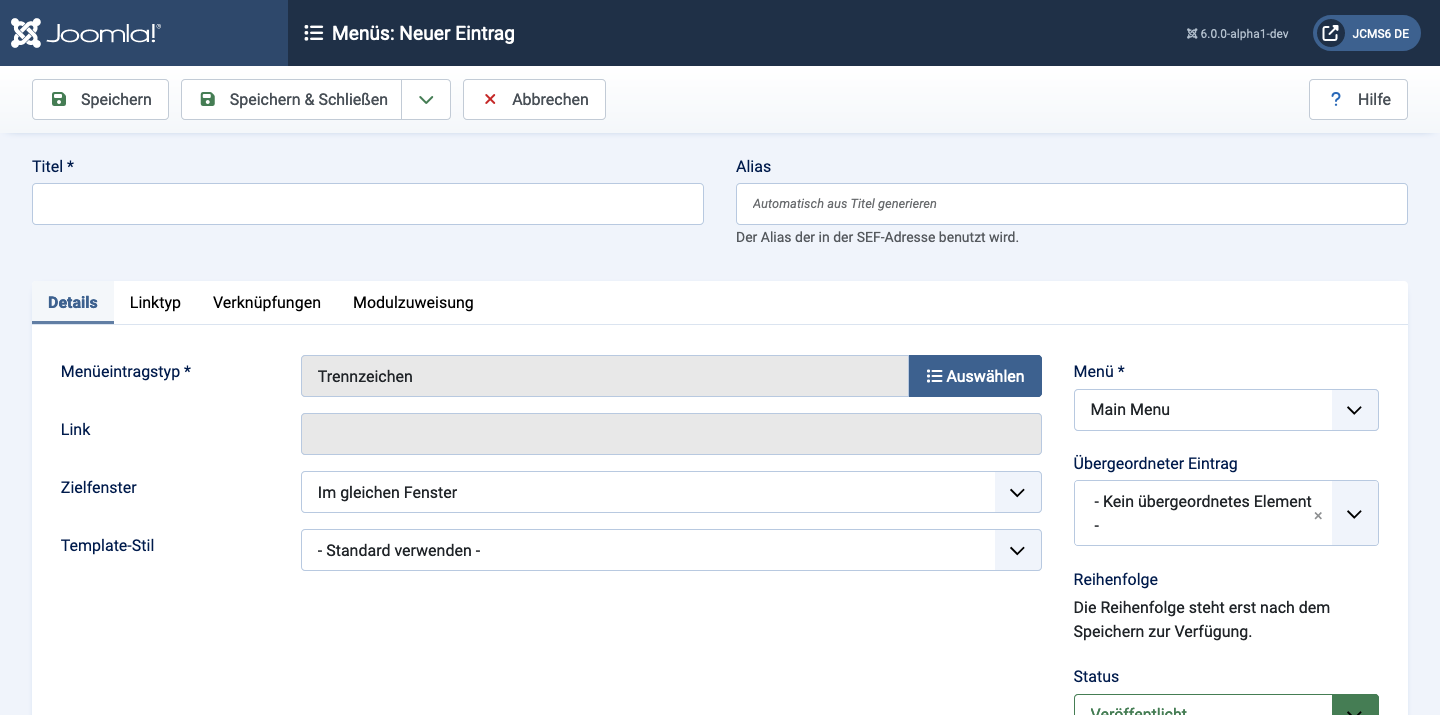 Joomla!®
Menüs: Neuer Eintrag
6.0.0-alpha1-dev
JCMS6 DE
Speichern
Speichern & Schließen
Abbrechen
? Hilfe
Titel *
Alias
Automatisch aus Titel generieren
Der Alias der in der SEF-Adresse benutzt wird.
Details
Linktyp
Verknüpfungen
Modulzuweisung
Menüeintragstyp *
Trennzeichen
Auswählen
Link
Zielfenster
Im gleichen Fenster
Template-Stil
- Standard verwenden -
Menü *
Main Menu
Übergeordneter Eintrag
- Kein übergeordnetes Element
-
×
Reihenfolge
Die Reihenfolge steht erst nach dem
Speichern zur Verfügung.
Status
Veröffentlicht